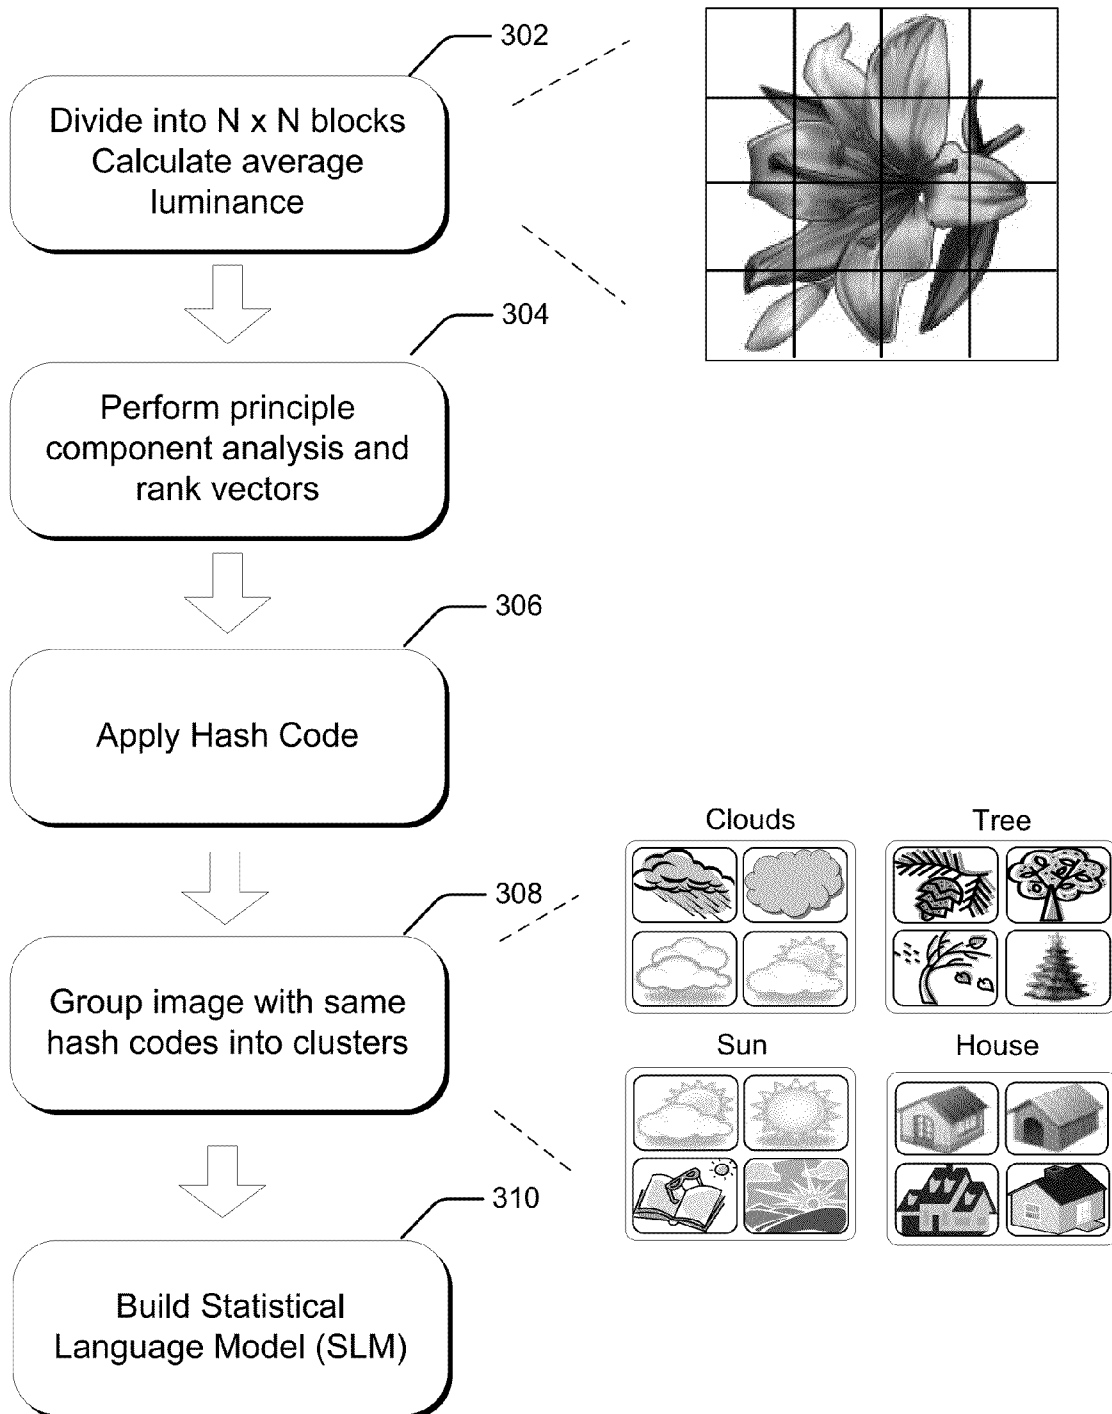 302
Divide into N x N blocks
Calculate average
luminance
304
Perform principle
component analysis and
rank vectors
306
Apply Hash Code
308
Group image with same
hash codes into clusters
Clouds
Tree
Sun
House
310
Build Statistical
Language Model (SLM)